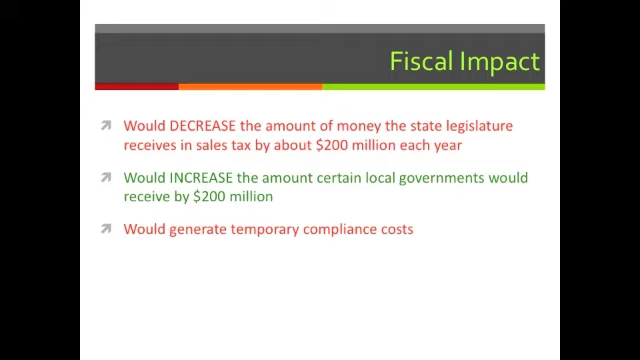 Fiscal Impact
Would DECREASE the amount of money the state legislature
receives in sales tax by about $200 million each year
Would INCREASE the amount certain local governments would
receive by $200 million
Would generate temporary compliance costs